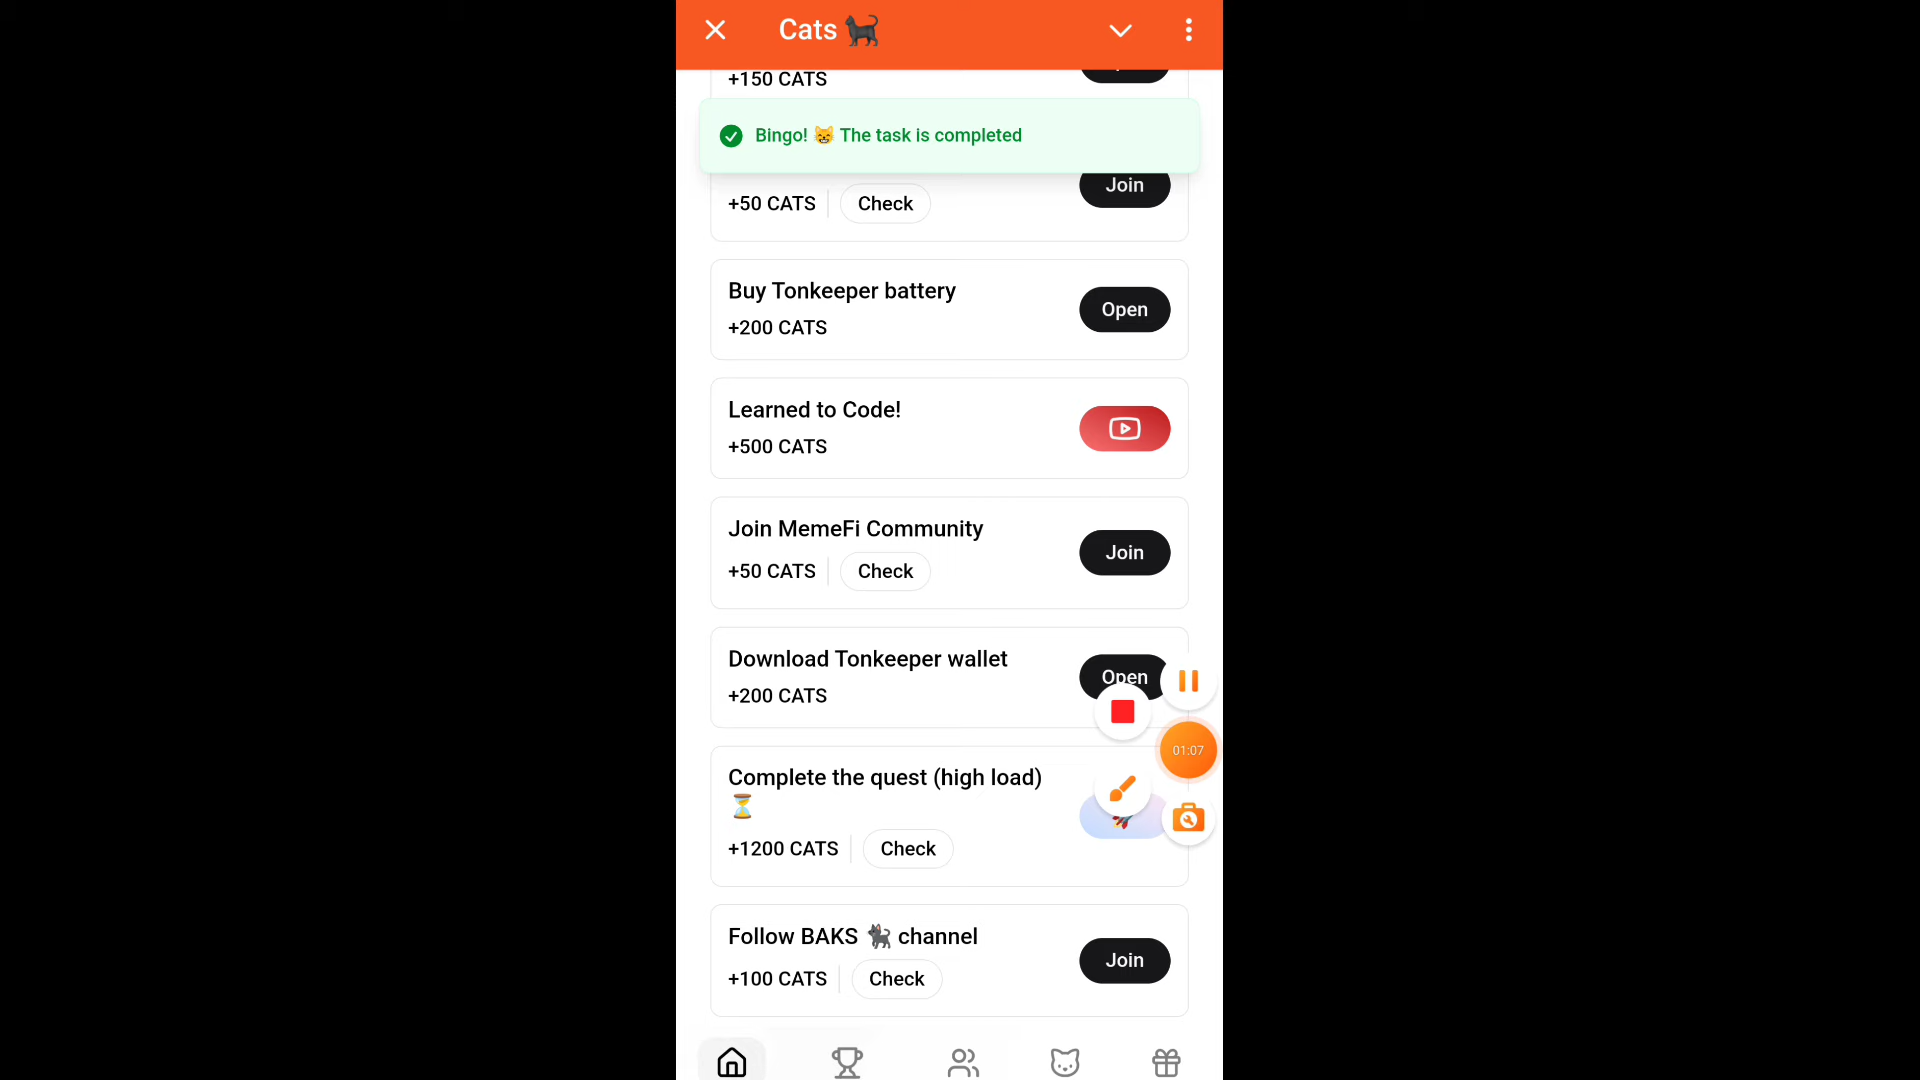 Cats 🐈‍⬛
+150 CATS
Bingo! 😸 The task is completed
Join
+50 CATS
Check
Buy Tonkeeper battery
Open
+200 CATS
Learned to Code!
+500 CATS
Join MemeFi Community
Join
+50 CATS
Check
Download Tonkeeper wallet
Open
+200 CATS
01:07
Complete the quest (high load)
⏳
+1200 CATS
Check
Follow BAKS 🐈‍⬛ channel
Join
+100 CATS
Check